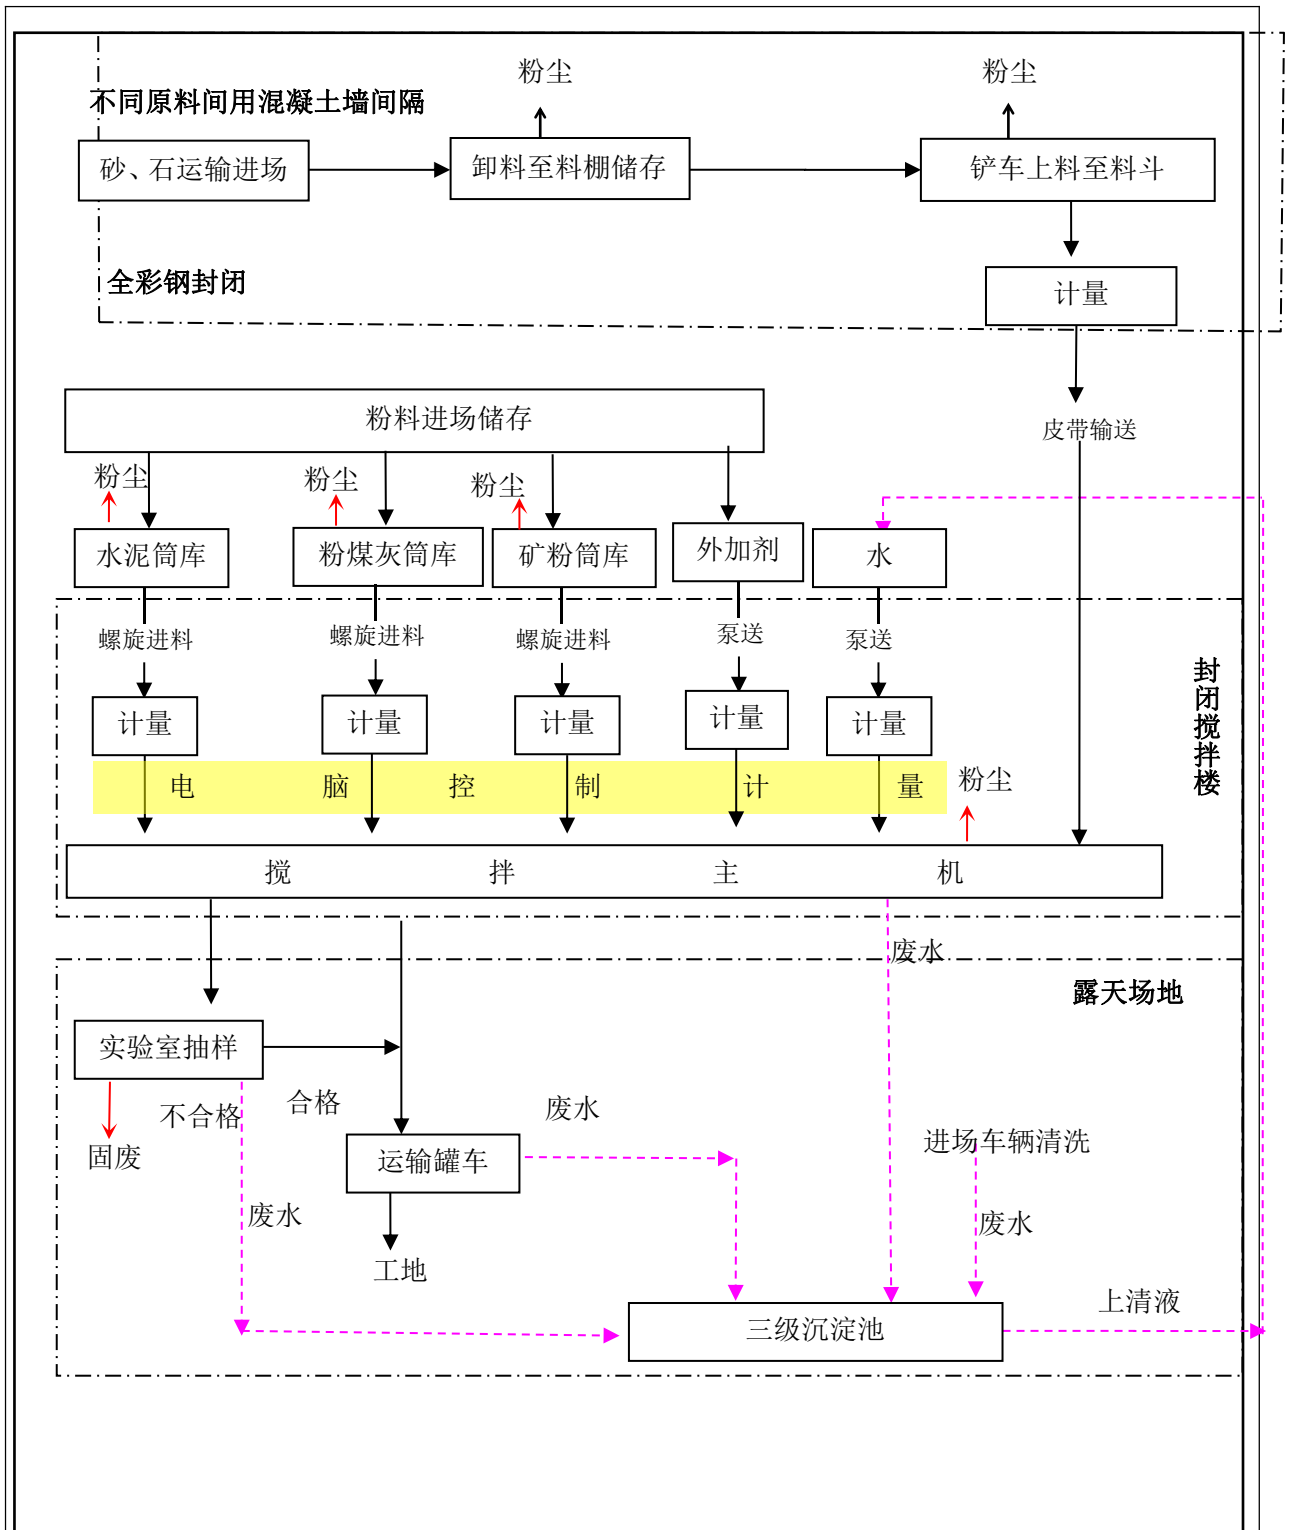 粉尘
粉尘
不同原料间用混凝土墙间隔
砂、石运输进场
卸料至料棚储存
铲车上料至料斗
全彩钢封闭
计量
粉料进场储存
皮带输送
粉尘
粉尘
粉尘
水泥筒库
粉煤灰筒库
矿粉筒库
外加剂
水
螺旋进料
螺旋进料
螺旋进料
泵送
泵送
封闭搅拌楼
计量
计量
计量
计量
计量
电脑控制计量
粉尘
搅拌主机
废水
露天场地
实验室抽样
不合格
合格
废水
固废
运输罐车
进场车辆清洗
废水
废水
工地
上清液
三级沉淀池